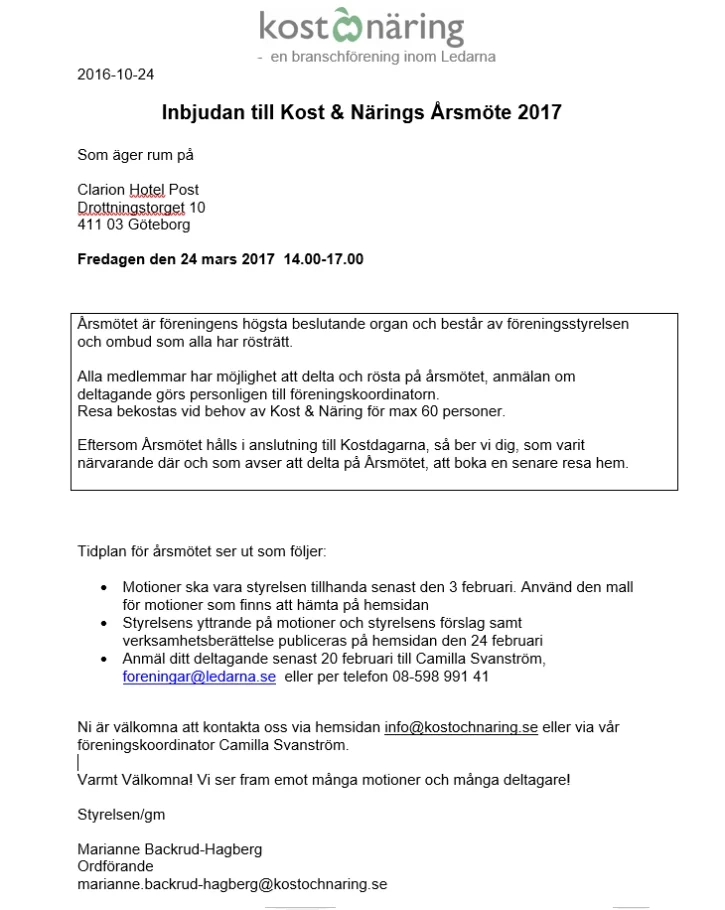 kost näring
- en branschförening inom Ledarna
2016-10-24
Inbjudan till Kost & Närings Årsmöte 2017
Som äger rum på
Clarion Hotel Post
Drottningstorget 10
411 03 Göteborg
Fredagen den 24 mars 2017 14.00-17.00
Årsmötet är föreningens högsta beslutande organ och består av föreningsstyrelsen
och ombud som alla har rösträtt.
Alla medlemmar har möjlighet att delta och rösta på årsmötet, anmälan om
deltagande görs personligen till föreningskoordinatorn.
Resa bekostas vid behov av Kost & Näring för max 60 personer.
Eftersom Årsmötet hålls i anslutning till Kostdagarna, så ber vi dig, som varit
närvarande där och som avser att delta på Årsmötet, att boka en senare resa hem.
Tidplan för årsmötet ser ut som följer:
• Motioner ska vara styrelsen tillhanda senast den 3 februari. Använd den mall
för motioner som finns att hämta på hemsidan
• Styrelsens yttrande på motioner och styrelsens förslag samt
verksamhetsberättelse publiceras på hemsidan den 24 februari
• Anmäl ditt deltagande senast 20 februari till Camilla Svanström,
foreningar@ledarna.se eller per telefon 08-598 991 41
Ni är välkomna att kontakta oss via hemsidan info@kostochnaring.se eller via vår
föreningskoordinator Camilla Svanström.
Varmt Välkomna! Vi ser fram emot många motioner och många deltagare!
Styrelsen/gm
Marianne Backrud-Hagberg
Ordförande
marianne.backrud-hagberg@kostochnaring.se